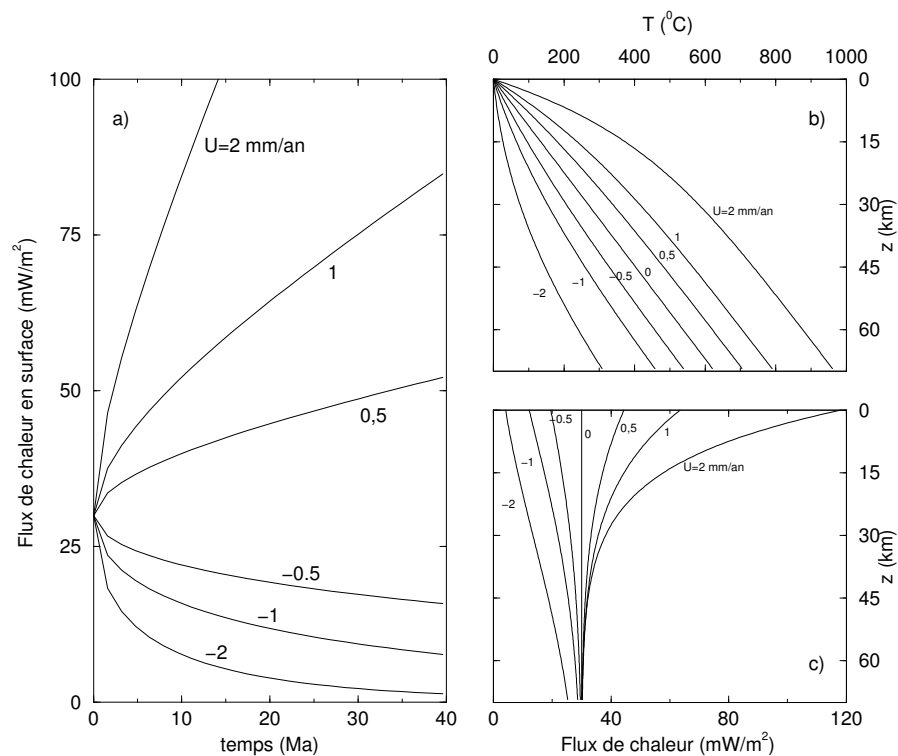 a)
U=2 mm/an
1
0,5
−0.5
−1
−2
100
75
50
25
0
Flux de chaleur en surface (mW/m²)
0 10 20 30 40
temps (Ma)
T (⁰C)
0 200 400 600 800 1000
b)
U=2 mm/an
1
0,5
0
−0.5
−1
−2
0
15
30
45
60
z (km)
−0.5
0
0,5
1
U=2 mm/an
−1
−2
c)
0
15
30
45
60
z (km)
0 40 80 120
Flux de chaleur (mW/m²)